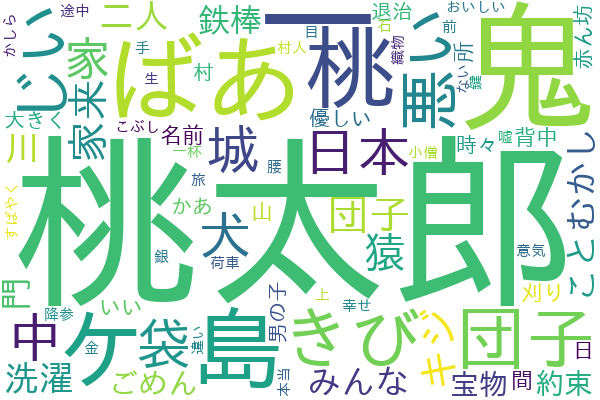 じい
ばあ
一
桃
悪い
鬼
桃太郎
退治
おいしい
途中
手
目
村人
前
石
ない
織物
鍵
赤ん坊
かしら
生
鉄棒
二人
家
家来
村
所
大きく
こぶし
名前
優しい
時々
嘘
背中
川
城
日本
一杯
小僧
ことむかし
旅
腰
かあ
山
団子
犬
猿
すばやく
銀
荷車
意気
門
中
ケ
袋
島
きび
団子
キジ
刈り
降参
いい
男の子
上
幸せ
金
遠い
日
洗濯
ごめん
本当
みんな
宝物
間
約束